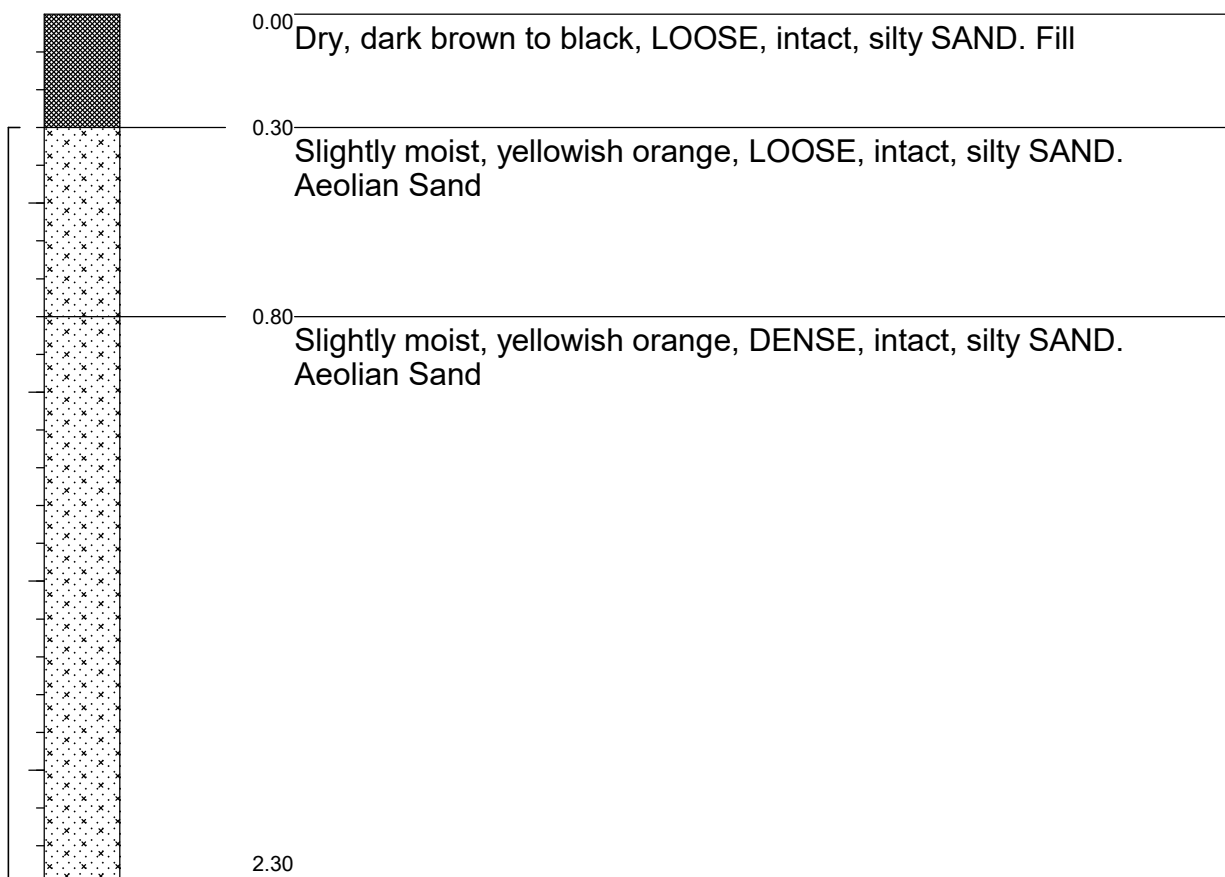 0.00
Dry, dark brown to black, LOOSE, intact, silty SAND. Fill
0.30
Slightly moist, yellowish orange, LOOSE, intact, silty SAND.
Aeolian Sand
0.80
Slightly moist, yellowish orange, DENSE, intact, silty SAND.
Aeolian Sand
2.30